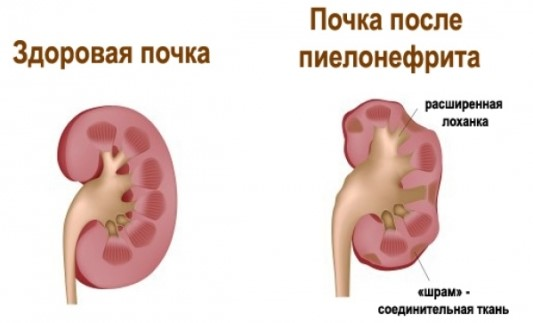 Здоровая почка
Почка после
пиелонефрита
расширенная
лоханка
«шрам» -
соединительная ткань